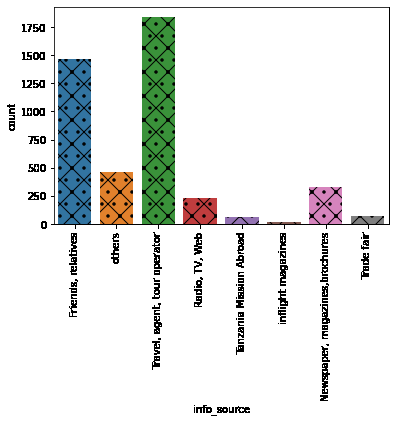 1750
1500
1250
1000
750
500
250
0
count
Friends, relatives
others
Travel, agent, tour operator
Radio, TV, Web
Tanzania Mission Abroad
inflight magazines
Newspaper, magazines,brochures
Trade fair
info_source